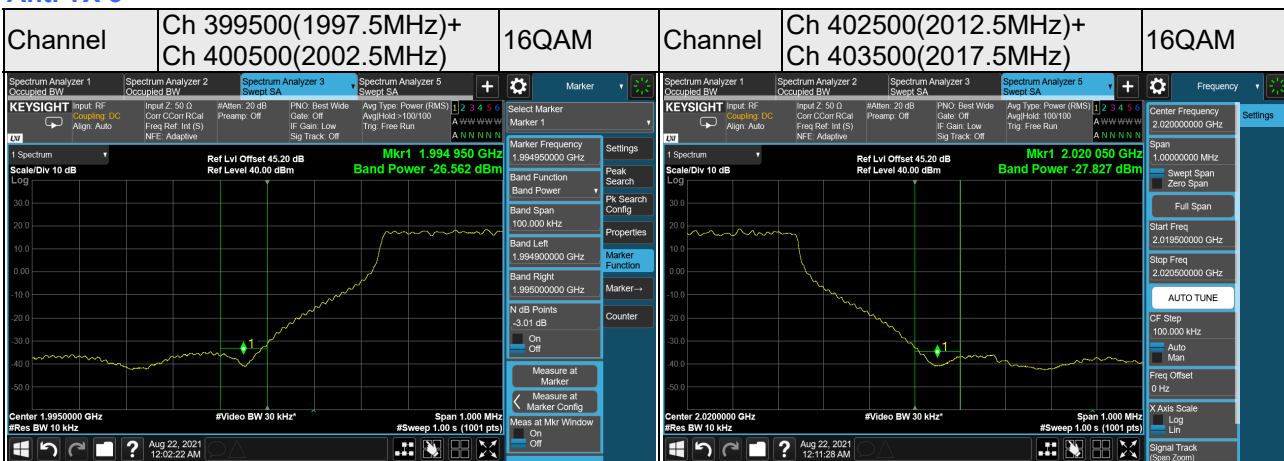 Channel
Ch 399500(1997.5MHz)+
Ch 400500(2002.5MHz)
16QAM
Channel
Ch 402500(2012.5MHz)+
Ch 403500(2017.5MHz)
16QAM
Spectrum Analyzer 1
Occupied BW
Spectrum Analyzer 2
Occupied BW
Spectrum Analyzer 3
Swept SA
Spectrum Analyzer 5
Swept SA
+
Marker
KEYSIGHT
Input: RF
Coupling: DC
Align: Auto
Input Z: 50 Ω
Corr CCorr RCal
Freq Ref: Int (S)
NFE: Adaptive
#Atten: 20 dB
Preamp: Off
PNO: Best Wide
Gate: Off
IF Gain: Low
Sig Track: Off
Avg Type: Power (RMS)
Avg|Hold:>100/100
Trig: Free Run
1 2 3 4 5 6
A W W W W W
A N N N N N
LXI
1 Spectrum
Scale/Div 10 dB
Log
Ref Lvl Offset 45.20 dB
Ref Level 40.00 dBm
Mkr1 1.994 950 GHz
Band Power -26.562 dBm
30.0
20.0
10.0
0.00
-10.0
-20.0
-30.0
-40.0
-50.0
1
Center 1.9950000 GHz
#Res BW 10 kHz
#Video BW 30 kHz*
Span 1.000 MHz
#Sweep 1.00 s (1001 pts)
Aug 22, 2021
12:02:22 AM
Select Marker
Marker 1
Marker Frequency
1.994950000 GHz
Band Function
Band Power
Band Span
100.000 kHz
Band Left
1.994900000 GHz
Band Right
1.995000000 GHz
N dB Points
-3.01 dB
On
Off
Measure at
Marker
Measure at
Marker Config
Meas at Mkr Window
On
Off
Settings
Peak
Search
Pk Search
Config
Properties
Marker
Function
Marker→
Counter
Spectrum Analyzer 1
Occupied BW
Spectrum Analyzer 2
Occupied BW
Spectrum Analyzer 3
Swept SA
Spectrum Analyzer 5
Swept SA
+
Frequency
KEYSIGHT
Input: RF
Coupling: DC
Align: Auto
Input Z: 50 Ω
Corr CCorr RCal
Freq Ref: Int (S)
NFE: Adaptive
#Atten: 20 dB
Preamp: Off
PNO: Best Wide
Gate: Off
IF Gain: Low
Sig Track: Off
Avg Type: Power (RMS)
Avg|Hold: 100/100
Trig: Free Run
1 2 3 4 5 6
A W W W W W
A N N N N N
LXI
1 Spectrum
Scale/Div 10 dB
Log
Ref Lvl Offset 45.20 dB
Ref Level 40.00 dBm
Mkr1 2.020 050 GHz
Band Power -27.827 dBm
30.0
20.0
10.0
0.00
-10.0
-20.0
-30.0
-40.0
-50.0
1
Center 2.0200000 GHz
#Res BW 10 kHz
#Video BW 30 kHz*
Span 1.000 MHz
#Sweep 1.00 s (1001 pts)
Aug 22, 2021
12:11:28 AM
Center Frequency
2.020000000 GHz
Span
1.00000000 MHz
Swept Span
Zero Span
Full Span
Start Freq
2.019500000 GHz
Stop Freq
2.020500000 GHz
AUTO TUNE
CF Step
100.000 kHz
Auto
Man
Freq Offset
0 Hz
X Axis Scale
Log
Lin
Signal Track
(Span Zoom)
Settings